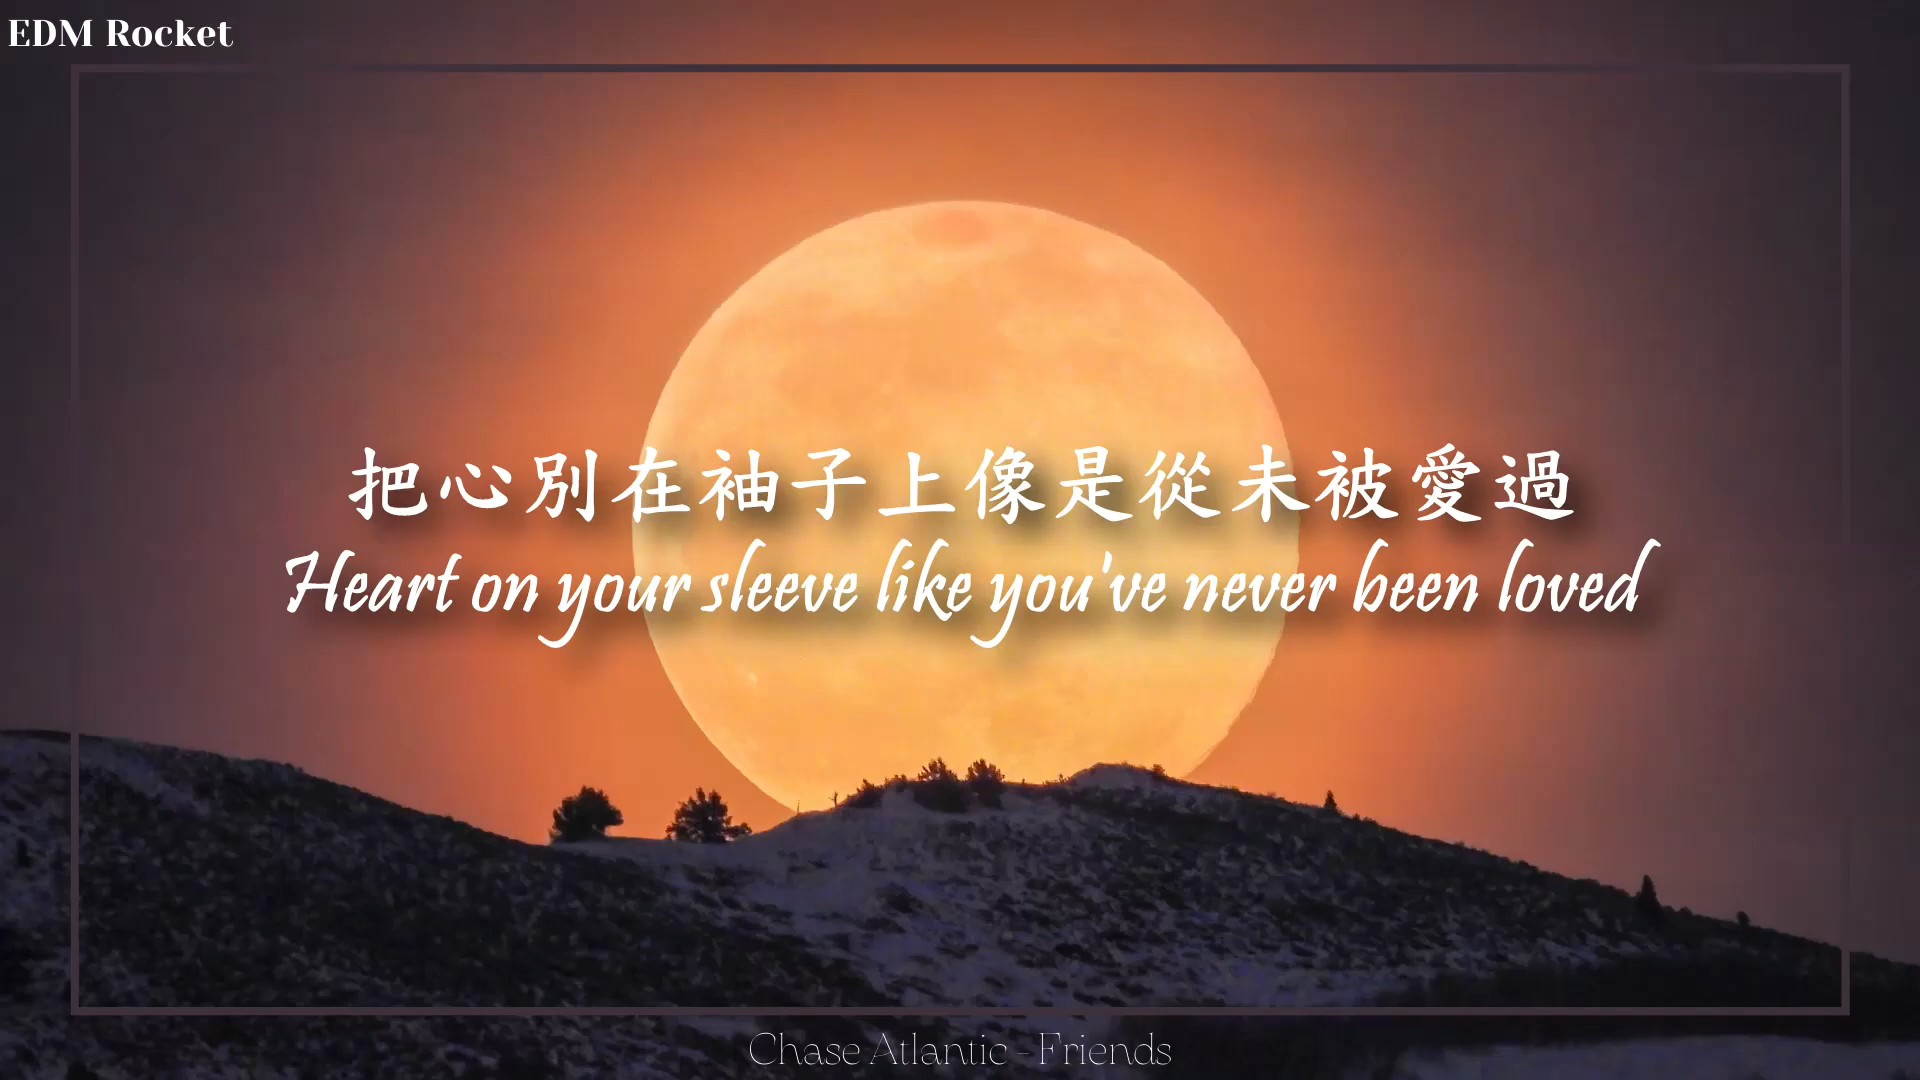 EDM Rocket
把心別在袖子上像是從未被愛過
Heart on your sleeve like you've never been loved
Chase Atlantic - Friends